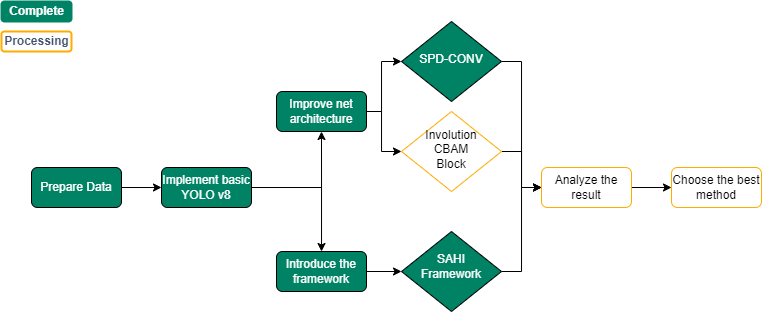 Complete
Processing
SPD-CONV
Improve net
architecture
Involution
CBAM
Block
Prepare Data
Implement basic
YOLO v8
Analyze the
result
Choose the best
method
Introduce the
framework
SAHI
Framework